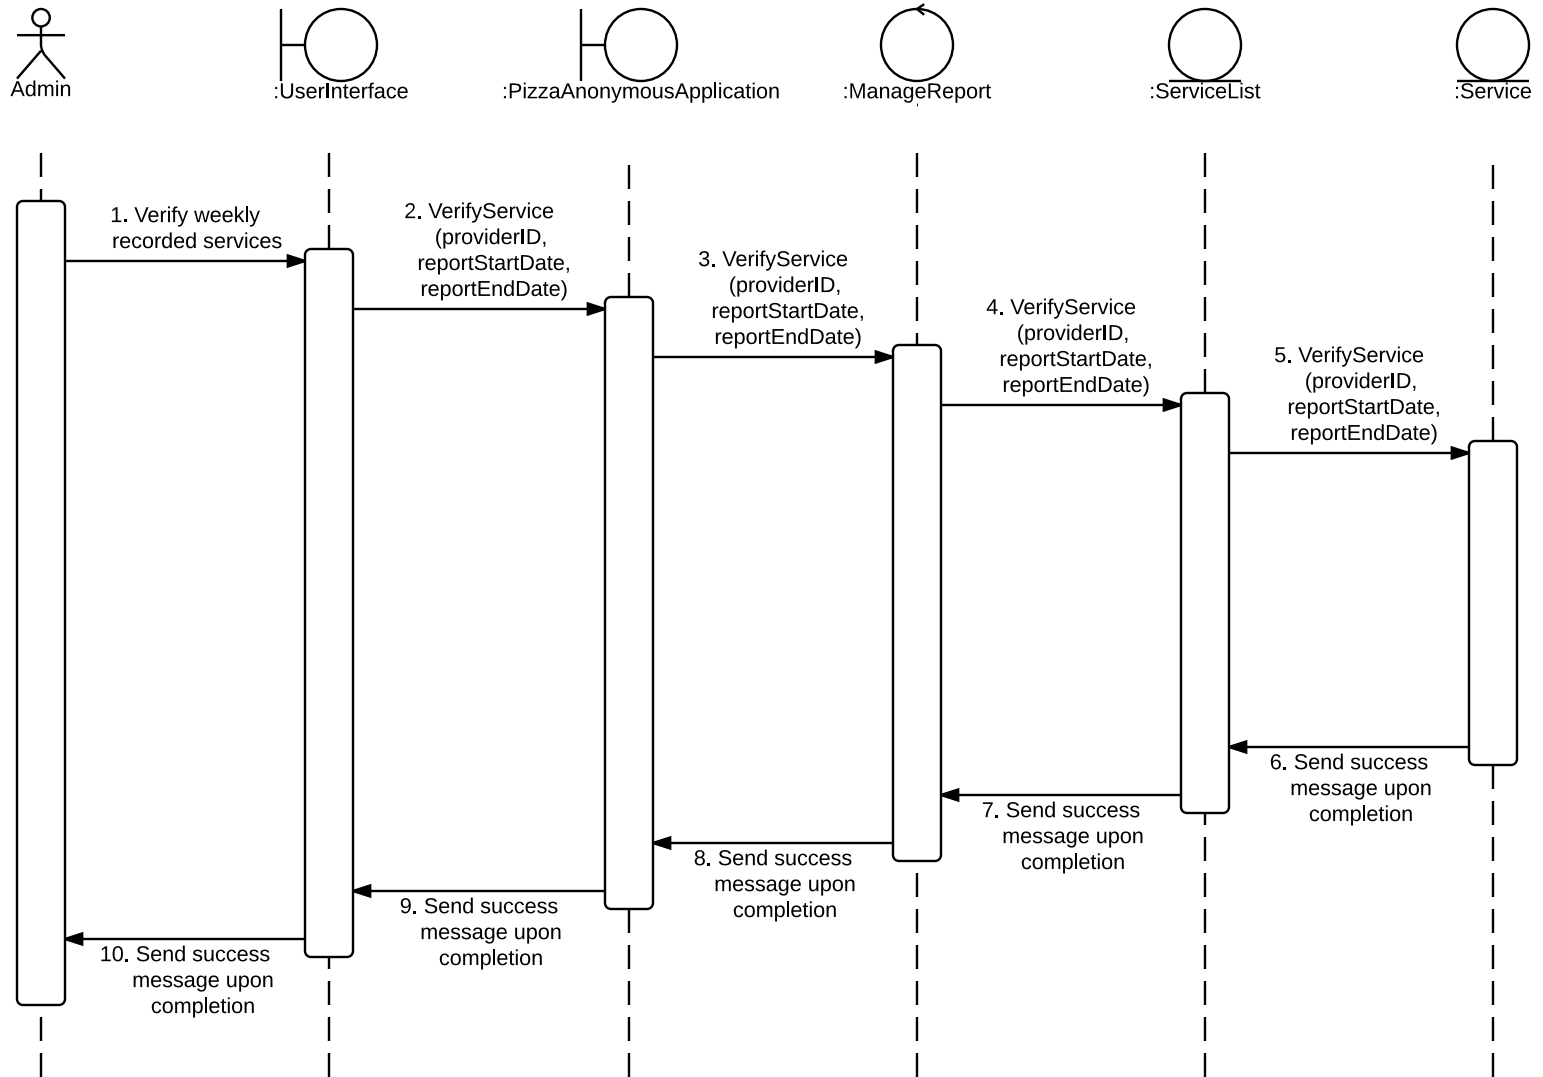 Admin
:UserInterface
:PizzaAnonymousApplication
:ManageReport
:ServiceList
:Service
1. Verify weekly
recorded services
2. VerifyService
(providerID,
reportStartDate,
reportEndDate)
3. VerifyService
(providerID,
reportStartDate,
reportEndDate)
4. VerifyService
(providerID,
reportStartDate,
reportEndDate)
5. VerifyService
(providerID,
reportStartDate,
reportEndDate)
6. Send success
message upon
completion
7. Send success
message upon
completion
8. Send success
message upon
completion
9. Send success
message upon
completion
10. Send success
message upon
completion